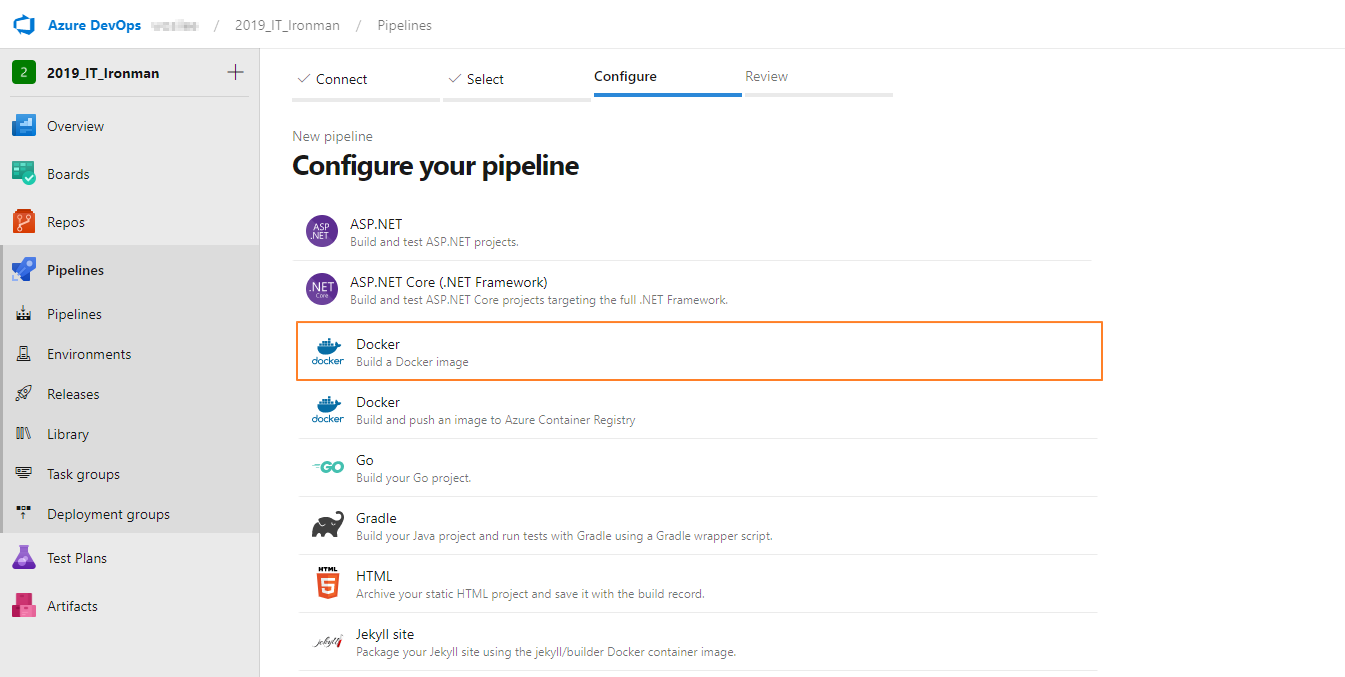 Azure DevOps / 2019_IT_Ironman / Pipelines
2 2019_IT_Ironman
Overview
Boards
Repos
Pipelines
Pipelines
Environments
Releases
Library
Task groups
Deployment groups
Test Plans
Artifacts
Connect Select Configure Review
New pipeline
Configure your pipeline
ASP
.NET
ASP.NET
Build and test ASP.NET projects.
.NET
Core
ASP.NET Core (.NET Framework)
Build and test ASP.NET Core projects targeting the full .NET Framework.
docker
Docker
Build a Docker image
docker
Docker
Build and push an image to Azure Container Registry
GO
Go
Build your Go project.
Gradle
Build your Java project and run tests with Gradle using a Gradle wrapper script.
HTML
5
HTML
Archive your static HTML project and save it with the build record.
jekyll
Jekyll site
Package your Jekyll site using the jekyll/builder Docker container image.